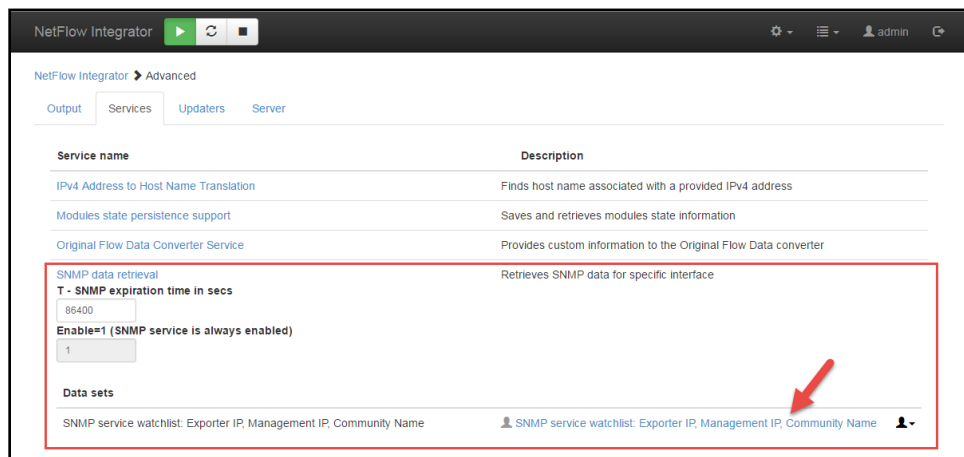 NetFlow Integrator admin
NetFlow Integrator Advanced
Output Services Updaters Server
Service name Description
IPv4 Address to Host Name Translation Finds host name associated with a provided IPv4 address
Modules state persistence support Saves and retrieves modules state information
Original Flow Data Converter Service Provides custom information to the Original Flow Data converter
SNMP data retrieval Retrieves SNMP data for specific interface
T - SNMP expiration time in secs
86400
Enable=1 (SNMP service is always enabled)
1
Data sets
SNMP service watchlist: Exporter IP, Management IP, Community Name SNMP service watchlist: Exporter IP, Management IP, Community Name